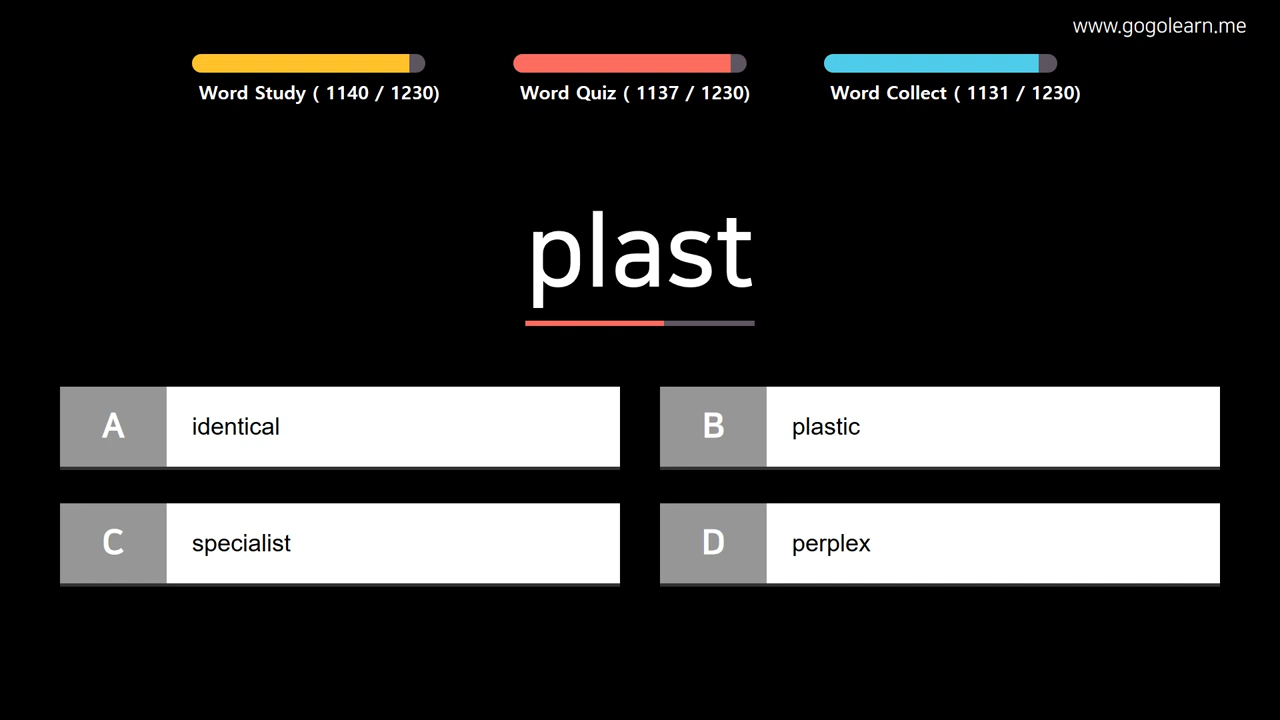 www.gogolearn.me
Word Study ( 1140 / 1230)
Word Quiz ( 1137 / 1230)
Word Collect ( 1131 / 1230)
plast
A identical
B plastic
C specialist
D perplex